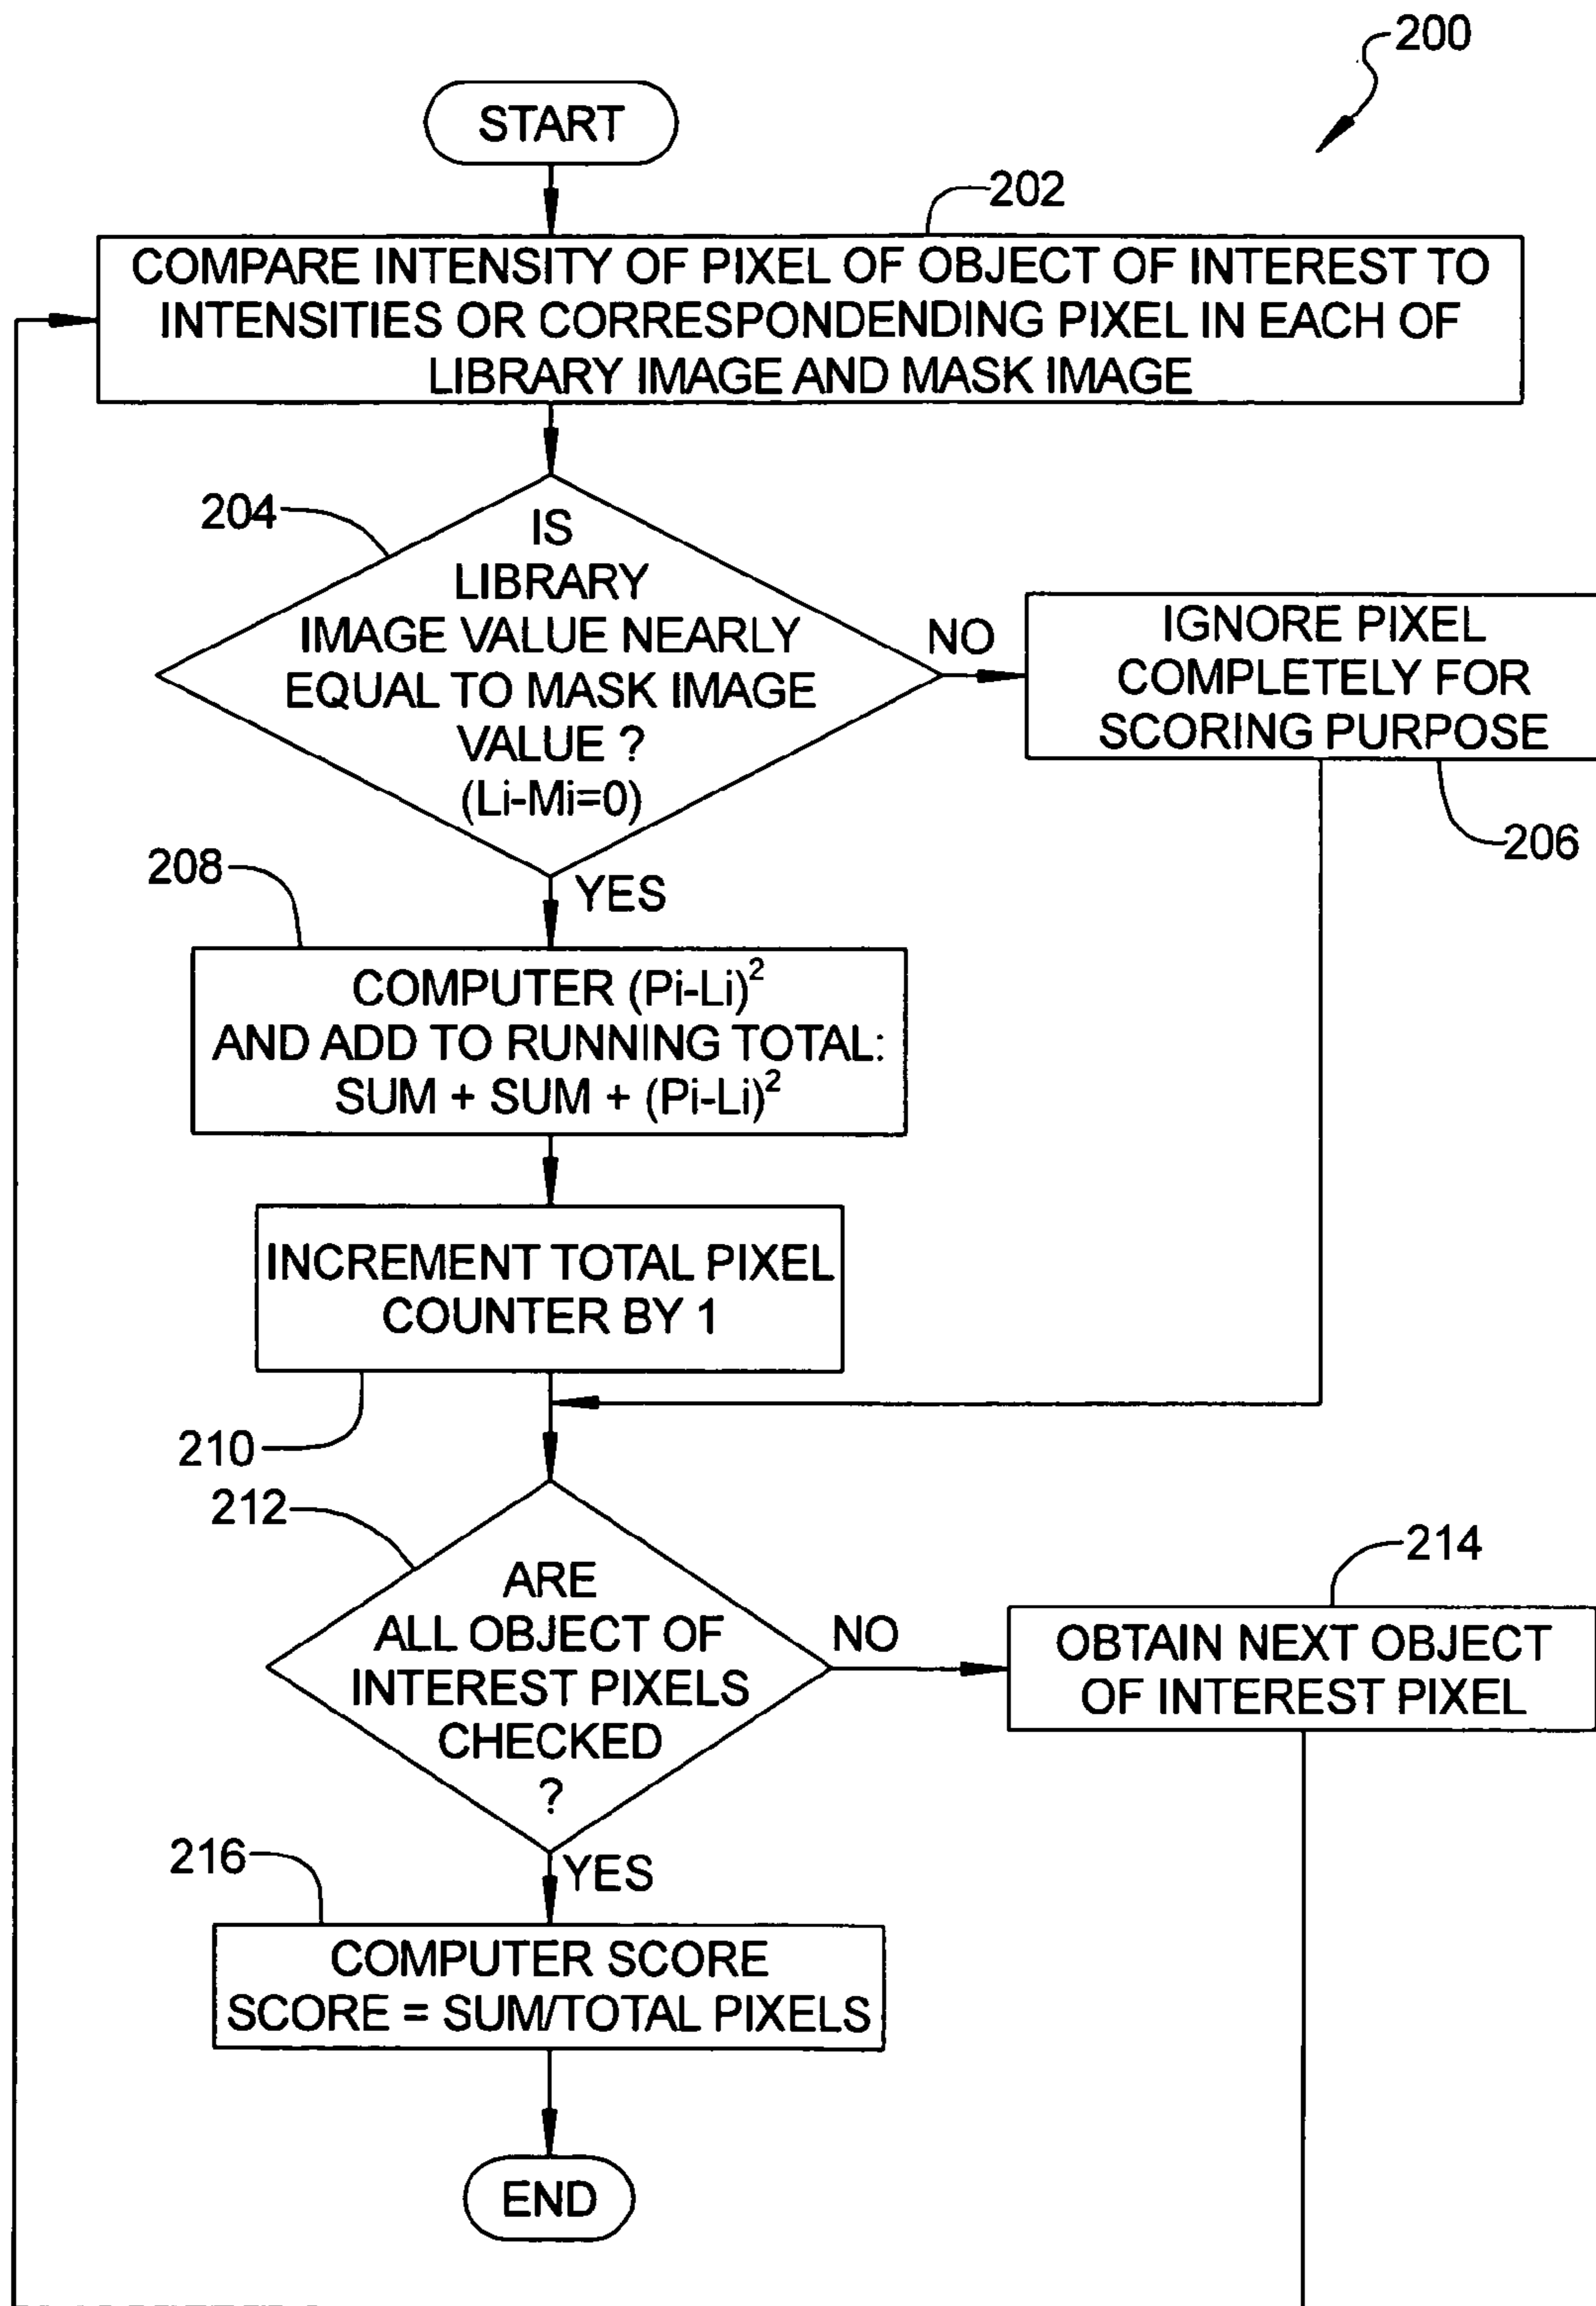 200
START
202
COMPARE INTENSITY OF PIXEL OF OBJECT OF INTEREST TO
INTENSITIES OR CORRESPONDENDING PIXEL IN EACH OF
LIBRARY IMAGE AND MASK IMAGE
204
IS
LIBRARY
IMAGE VALUE NEARLY
EQUAL TO MASK IMAGE
VALUE ?
(Li-Mi=0)
NO
IGNORE PIXEL
COMPLETELY FOR
SCORING PURPOSE
206
YES
208
COMPUTER (Pi-Li)²
AND ADD TO RUNNING TOTAL:
SUM + SUM + (Pi-Li)²
INCREMENT TOTAL PIXEL
COUNTER BY 1
210
212
ARE
ALL OBJECT OF
INTEREST PIXELS
CHECKED
?
NO
214
OBTAIN NEXT OBJECT
OF INTEREST PIXEL
YES
216
COMPUTER SCORE
SCORE = SUM/TOTAL PIXELS
END